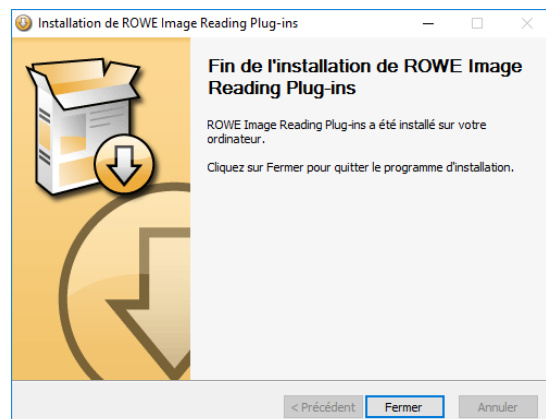 Installation de ROWE Image Reading Plug-ins
Fin de l'installation de ROWE Image
Reading Plug-ins
ROWE Image Reading Plug-ins a été installé sur votre
ordinateur.
Cliquez sur Fermer pour quitter le programme d'installation.
< Précédent
Fermer
Annuler